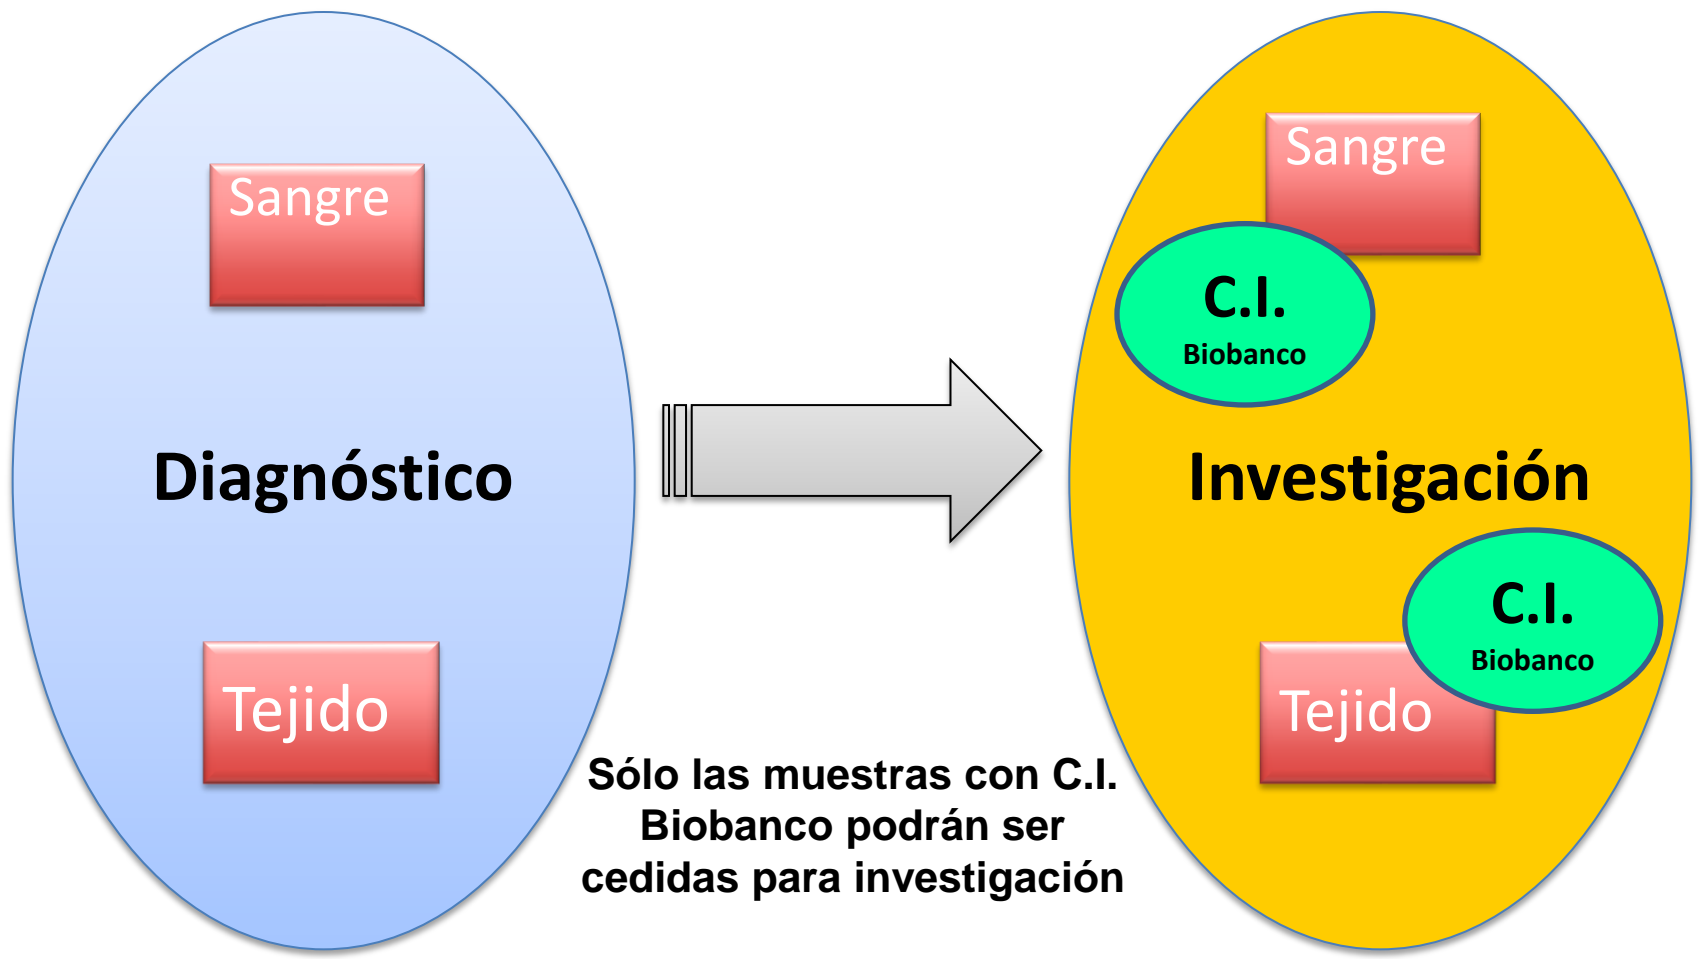 Sangre
Diagnóstico
Tejido
Sangre
C.I.
Biobanco
Investigación
C.I.
Biobanco
Tejido
Sólo las muestras con C.I.
Biobanco podrán ser
cedidas para investigación